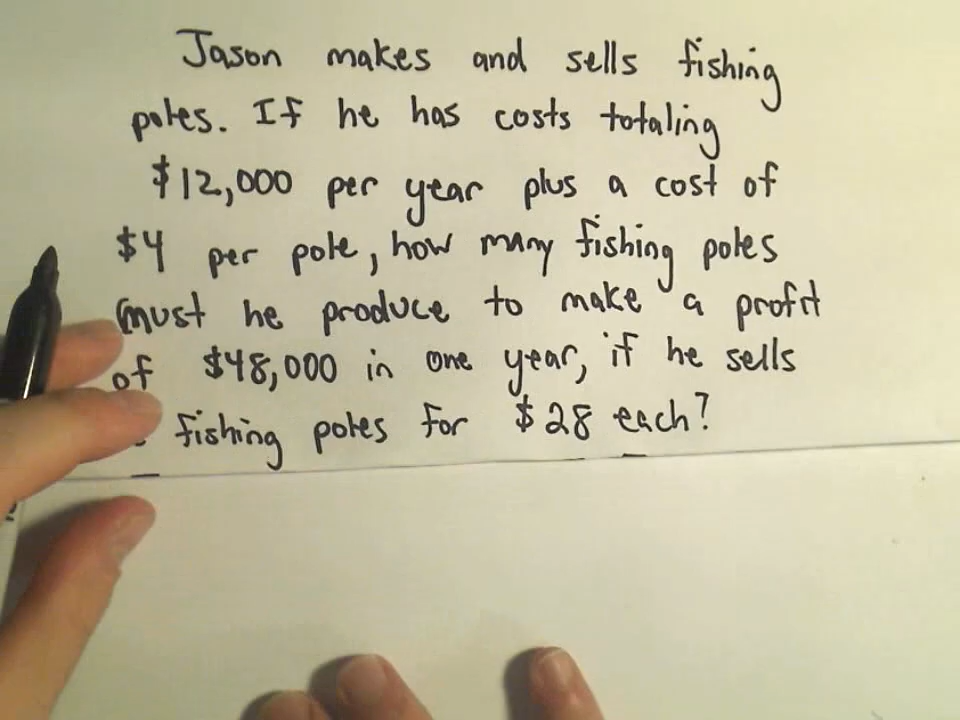 Jason makes and sells fishing
poles. If he has costs totaling
$12,000 per year plus a cost of
$4 per pole, how many fishing poles
must he produce to make a profit
of $48,000 in one year, if he sells
fishing poles for $28 each?